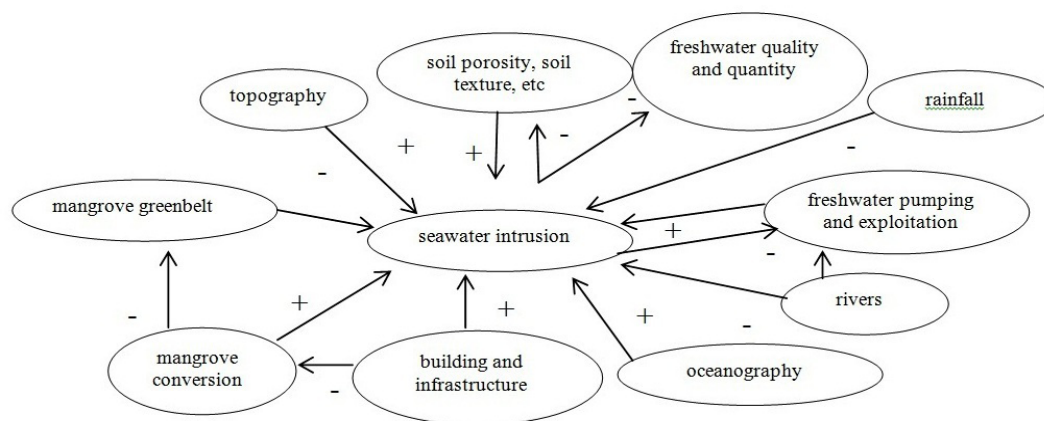 soil porosity, soil
texture, etc
freshwater quality
and quantity
topography
rainfall
-
-
+
+
-
-
mangrove greenbelt
freshwater pumping
and exploitation
seawater intrusion
+
-
rivers
-
+
+
+
-
mangrove
conversion
building and
infrastructure
-
oceanography